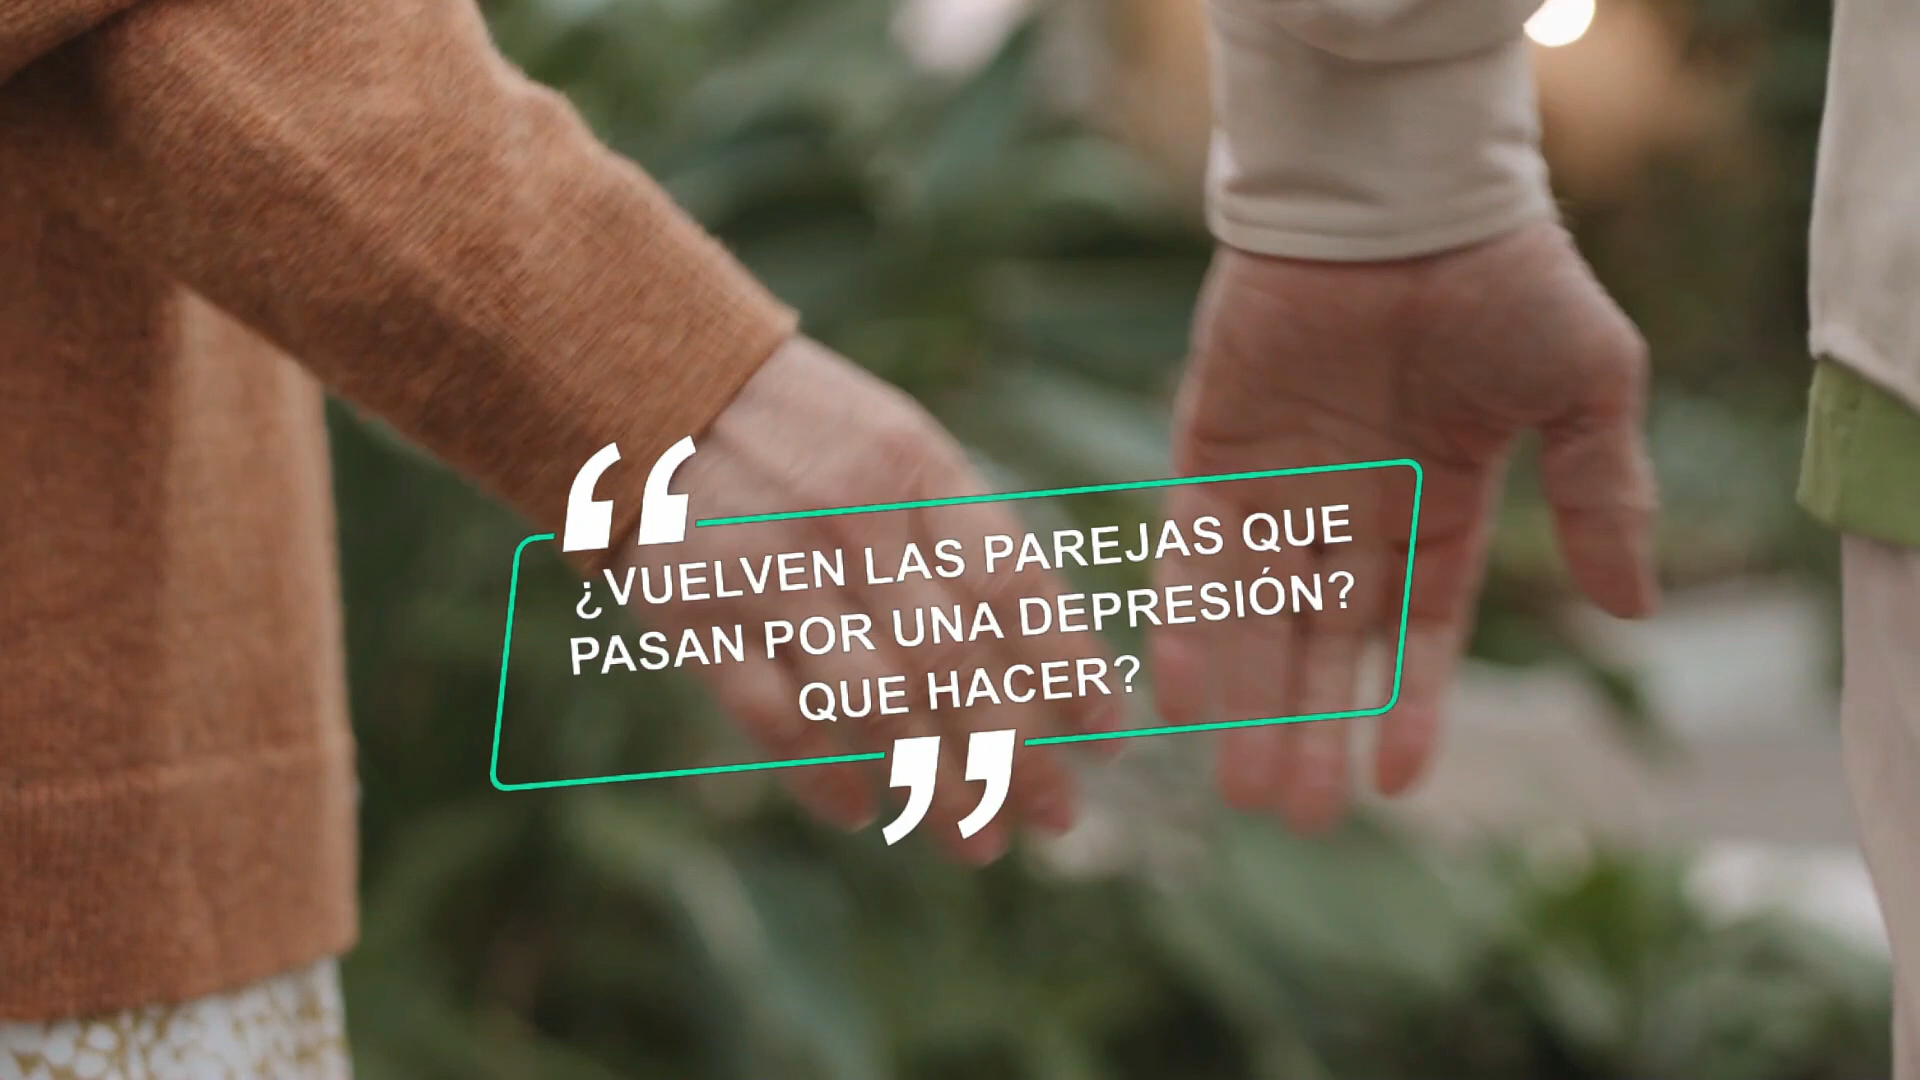 ¿VUELVEN LAS PAREJAS QUE
PASAN POR UNA DEPRESIÓN?
QUE HACER?